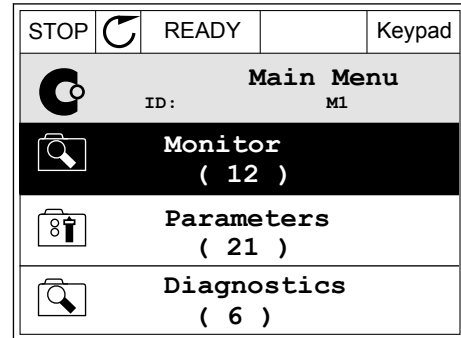 STOP READY Keypad
Main Menu
ID: M1
Monitor
( 12 )
Parameters
( 21 )
Diagnostics
( 6 )